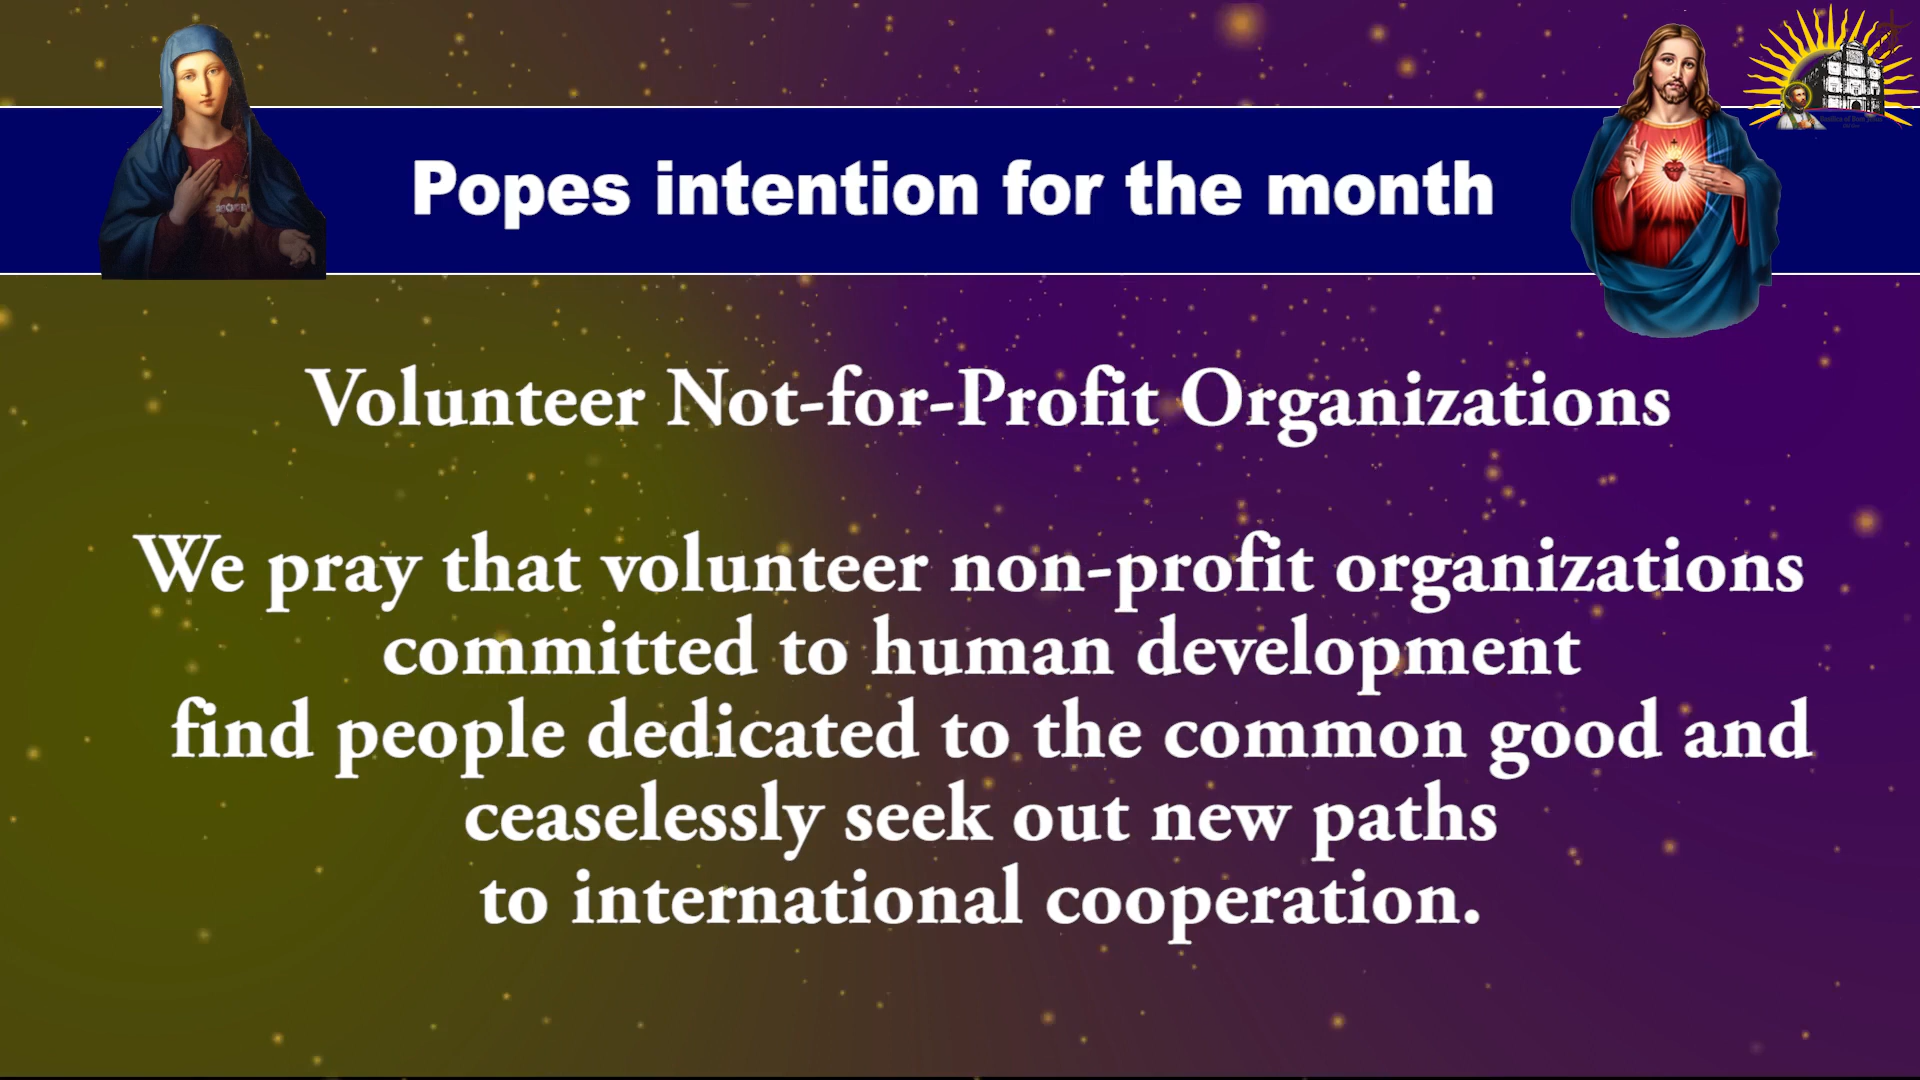 Popes intention for the month
Volunteer Not-for-Profit Organizations
We pray that volunteer non-profit organizations
committed to human development
find people dedicated to the common good and
ceaselessly seek out new paths
to international cooperation.